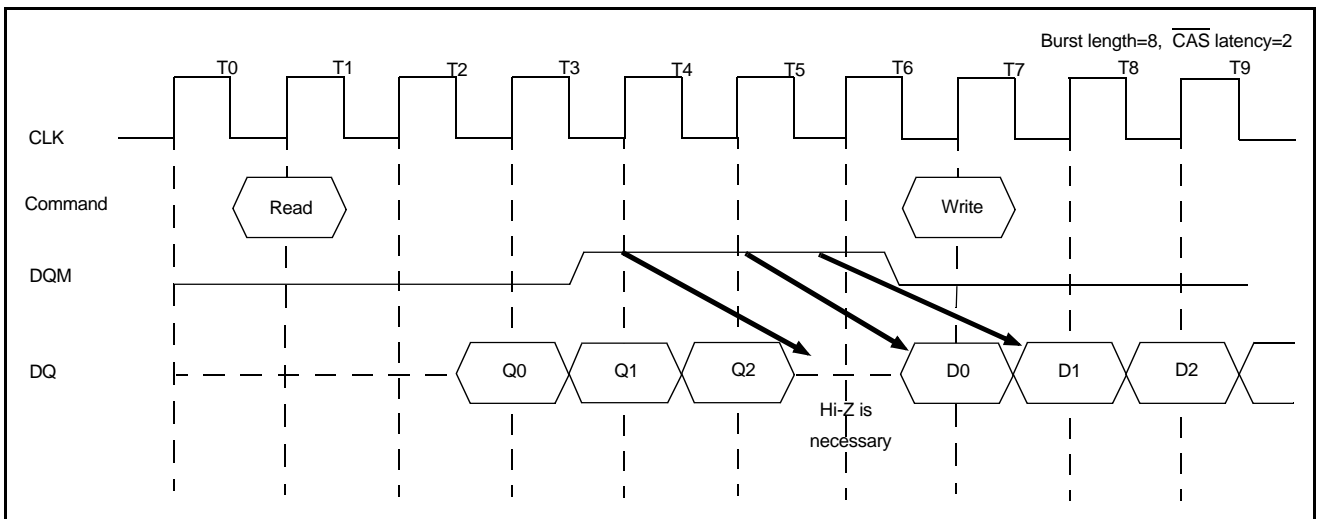 Burst length=8, CAS latency=2
T0 T1 T2 T3 T4 T5 T6 T7 T8 T9
CLK
Command Read Write
DQM
DQ Q0 Q1 Q2 D0 D1 D2
Hi-Z is
necessary